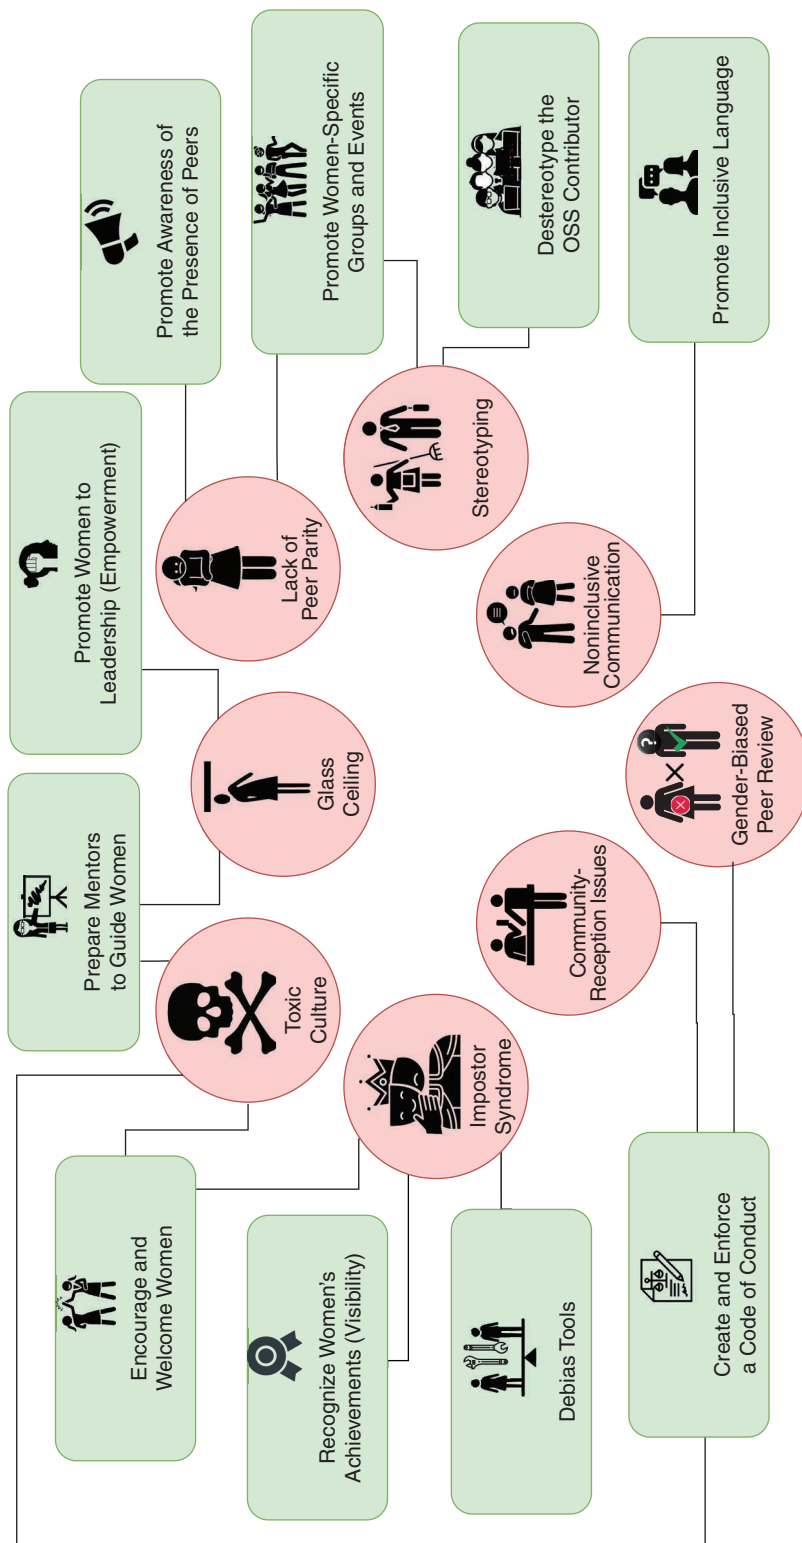 Encourage and
Welcome Women
Prepare Mentors
to Guide Women
Promote Women to
Leadership (Empowerment)
Promote Awareness of
the Presence of Peers
Recognize Women's
Achievements (Visibility)
Toxic
Culture
Glass
Ceiling
Lack of
Peer Parity
Promote Women-Specific
Groups and Events
Debias Tools
Impostor
Syndrome
Stereotyping
Destereotype the
OSS Contributor
Community-
Reception Issues
Noninclusive
Communication
Create and Enforce
a Code of Conduct
Gender-Biased
Peer Review
Promote Inclusive Language